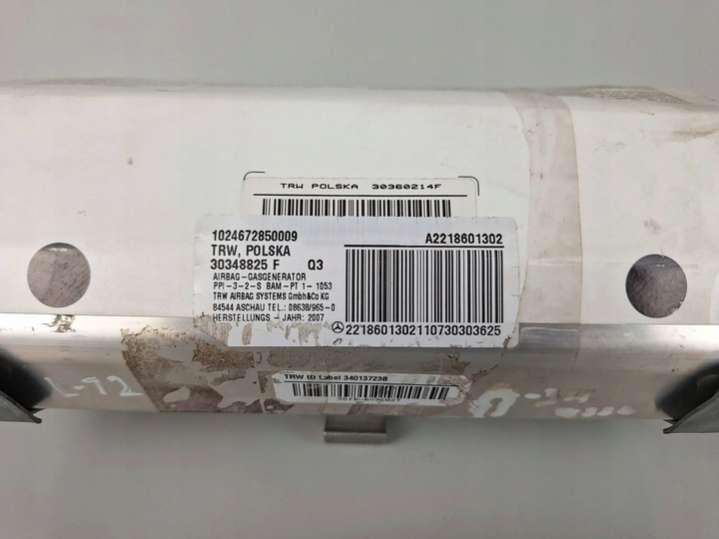 TRW POLSKA 30360214F
1024672850009
A2218601302
TRW, POLSKA
30348825 F Q3
AIRBAG-GASGENERATOR
PPI-3-2-S BAM-PT 1-1053
TRW AIRBAG SYSTEMS GmbH&Co KG
84544 ASCHAU TEL.: 08638/965-0
HERSTELLUNGS - JAHR: 2007
2218601302110730303625
TRW ID Label 340137238
L-92